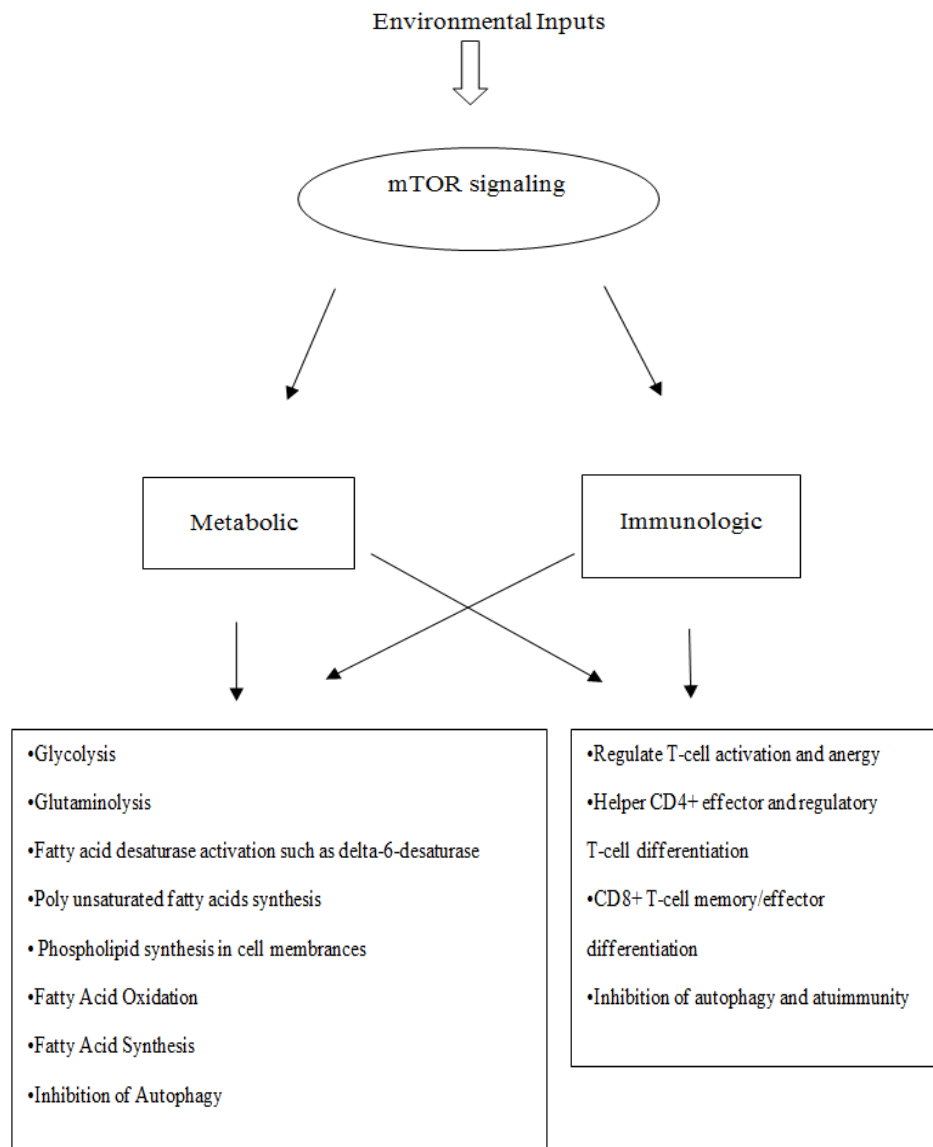 Environmental Inputs
mTOR signaling
Metabolic
Immunologic
•Glycolysis
•Glutaminolysis
•Fatty acid desaturase activation such as delta-6-desaturase
•Poly unsaturated fatty acids synthesis
• Phospholipid synthesis in cell membrances
•Fatty Acid Oxidation
•Fatty Acid Synthesis
•Inhibition of Autophagy
•Regulate T-cell activation and anergy
•Helper CD4+ effector and regulatory
T-cell differentiation
•CD8+ T-cell memory/effector
differentiation
•Inhibition of autophagy and atuimmunity